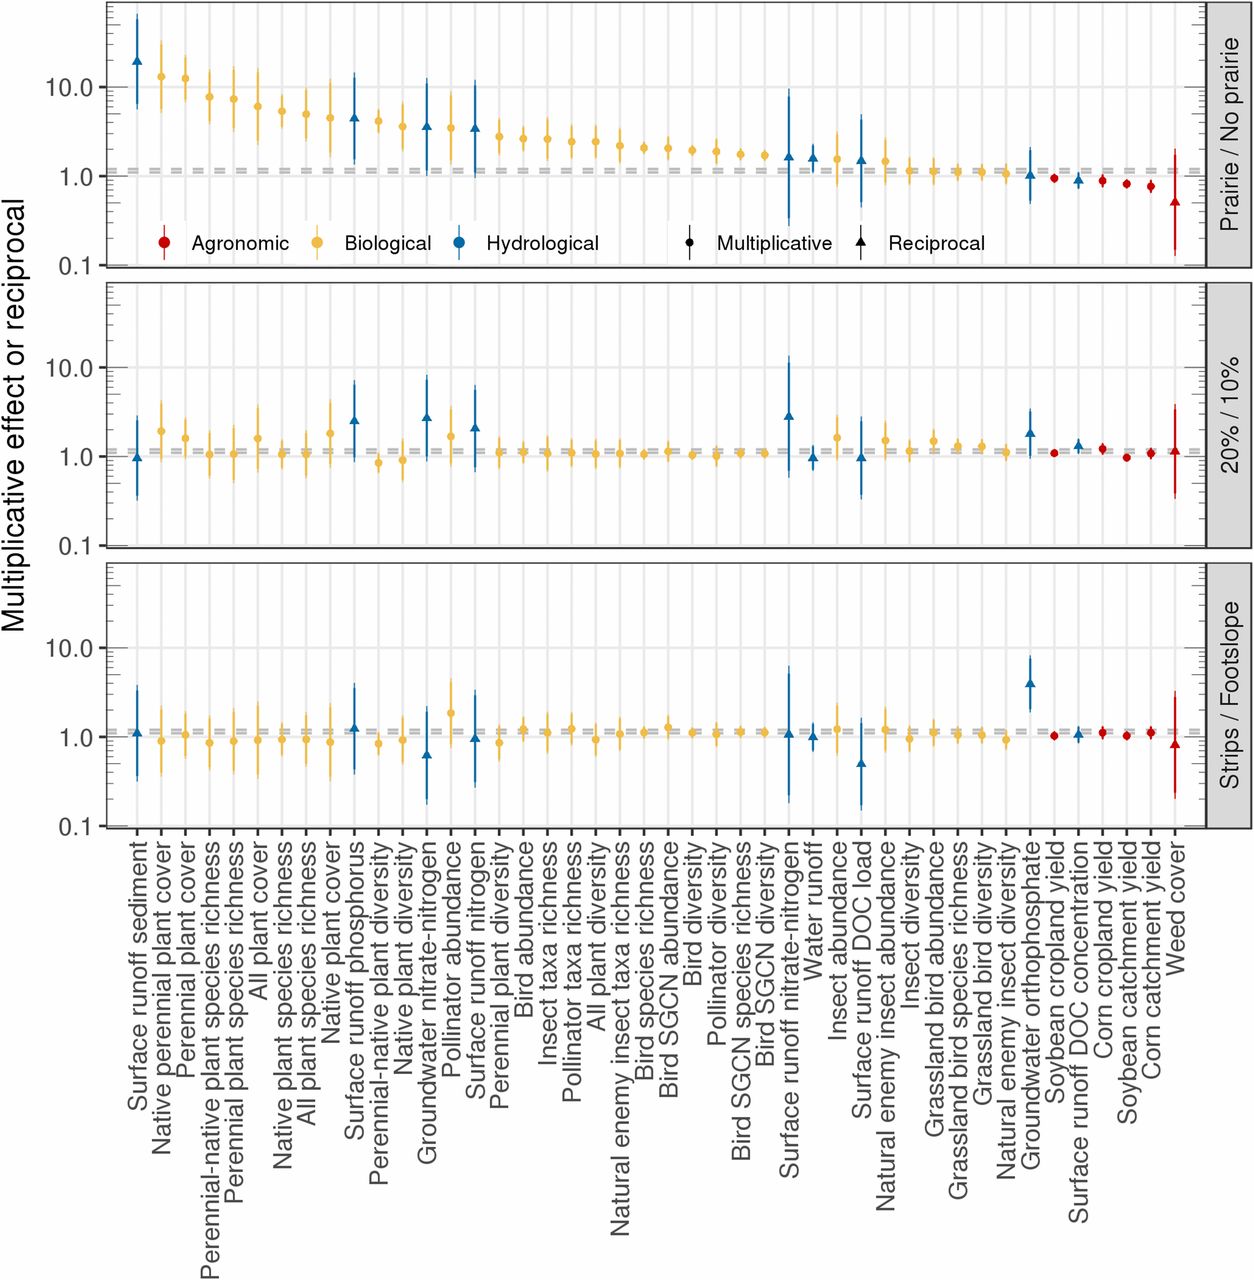 Multiplicative effect or reciprocal
10.0
1.0
0.1
Prairie / No prairie
Agronomic
Biological
Hydrological
Multiplicative
Reciprocal
10.0
1.0
0.1
20% / 10%
10.0
1.0
0.1
Strips / Footslope
Surface runoff sediment
Native perennial plant cover
Perennial plant cover
Perennial-native plant species richness
Perennial plant species richness
All plant cover
Native plant species richness
All plant species richness
Native plant cover
Surface runoff phosphorus
Perennial-native plant diversity
Native plant diversity
Groundwater nitrate-nitrogen
Pollinator abundance
Surface runoff nitrogen
Perennial plant diversity
Bird abundance
Insect taxa richness
Pollinator taxa richness
All plant diversity
Natural enemy insect taxa richness
Bird species richness
Bird SGCN abundance
Bird diversity
Pollinator diversity
Bird SGCN species richness
Bird SGCN diversity
Surface runoff nitrate-nitrogen
Water runoff
Insect abundance
Surface runoff DOC load
Natural enemy insect abundance
Insect diversity
Grassland bird abundance
Grassland bird species richness
Grassland bird diversity
Natural enemy insect diversity
Groundwater orthophosphate
Soybean cropland yield
Surface runoff DOC concentration
Corn cropland yield
Soybean catchment yield
Corn catchment yield
Weed cover